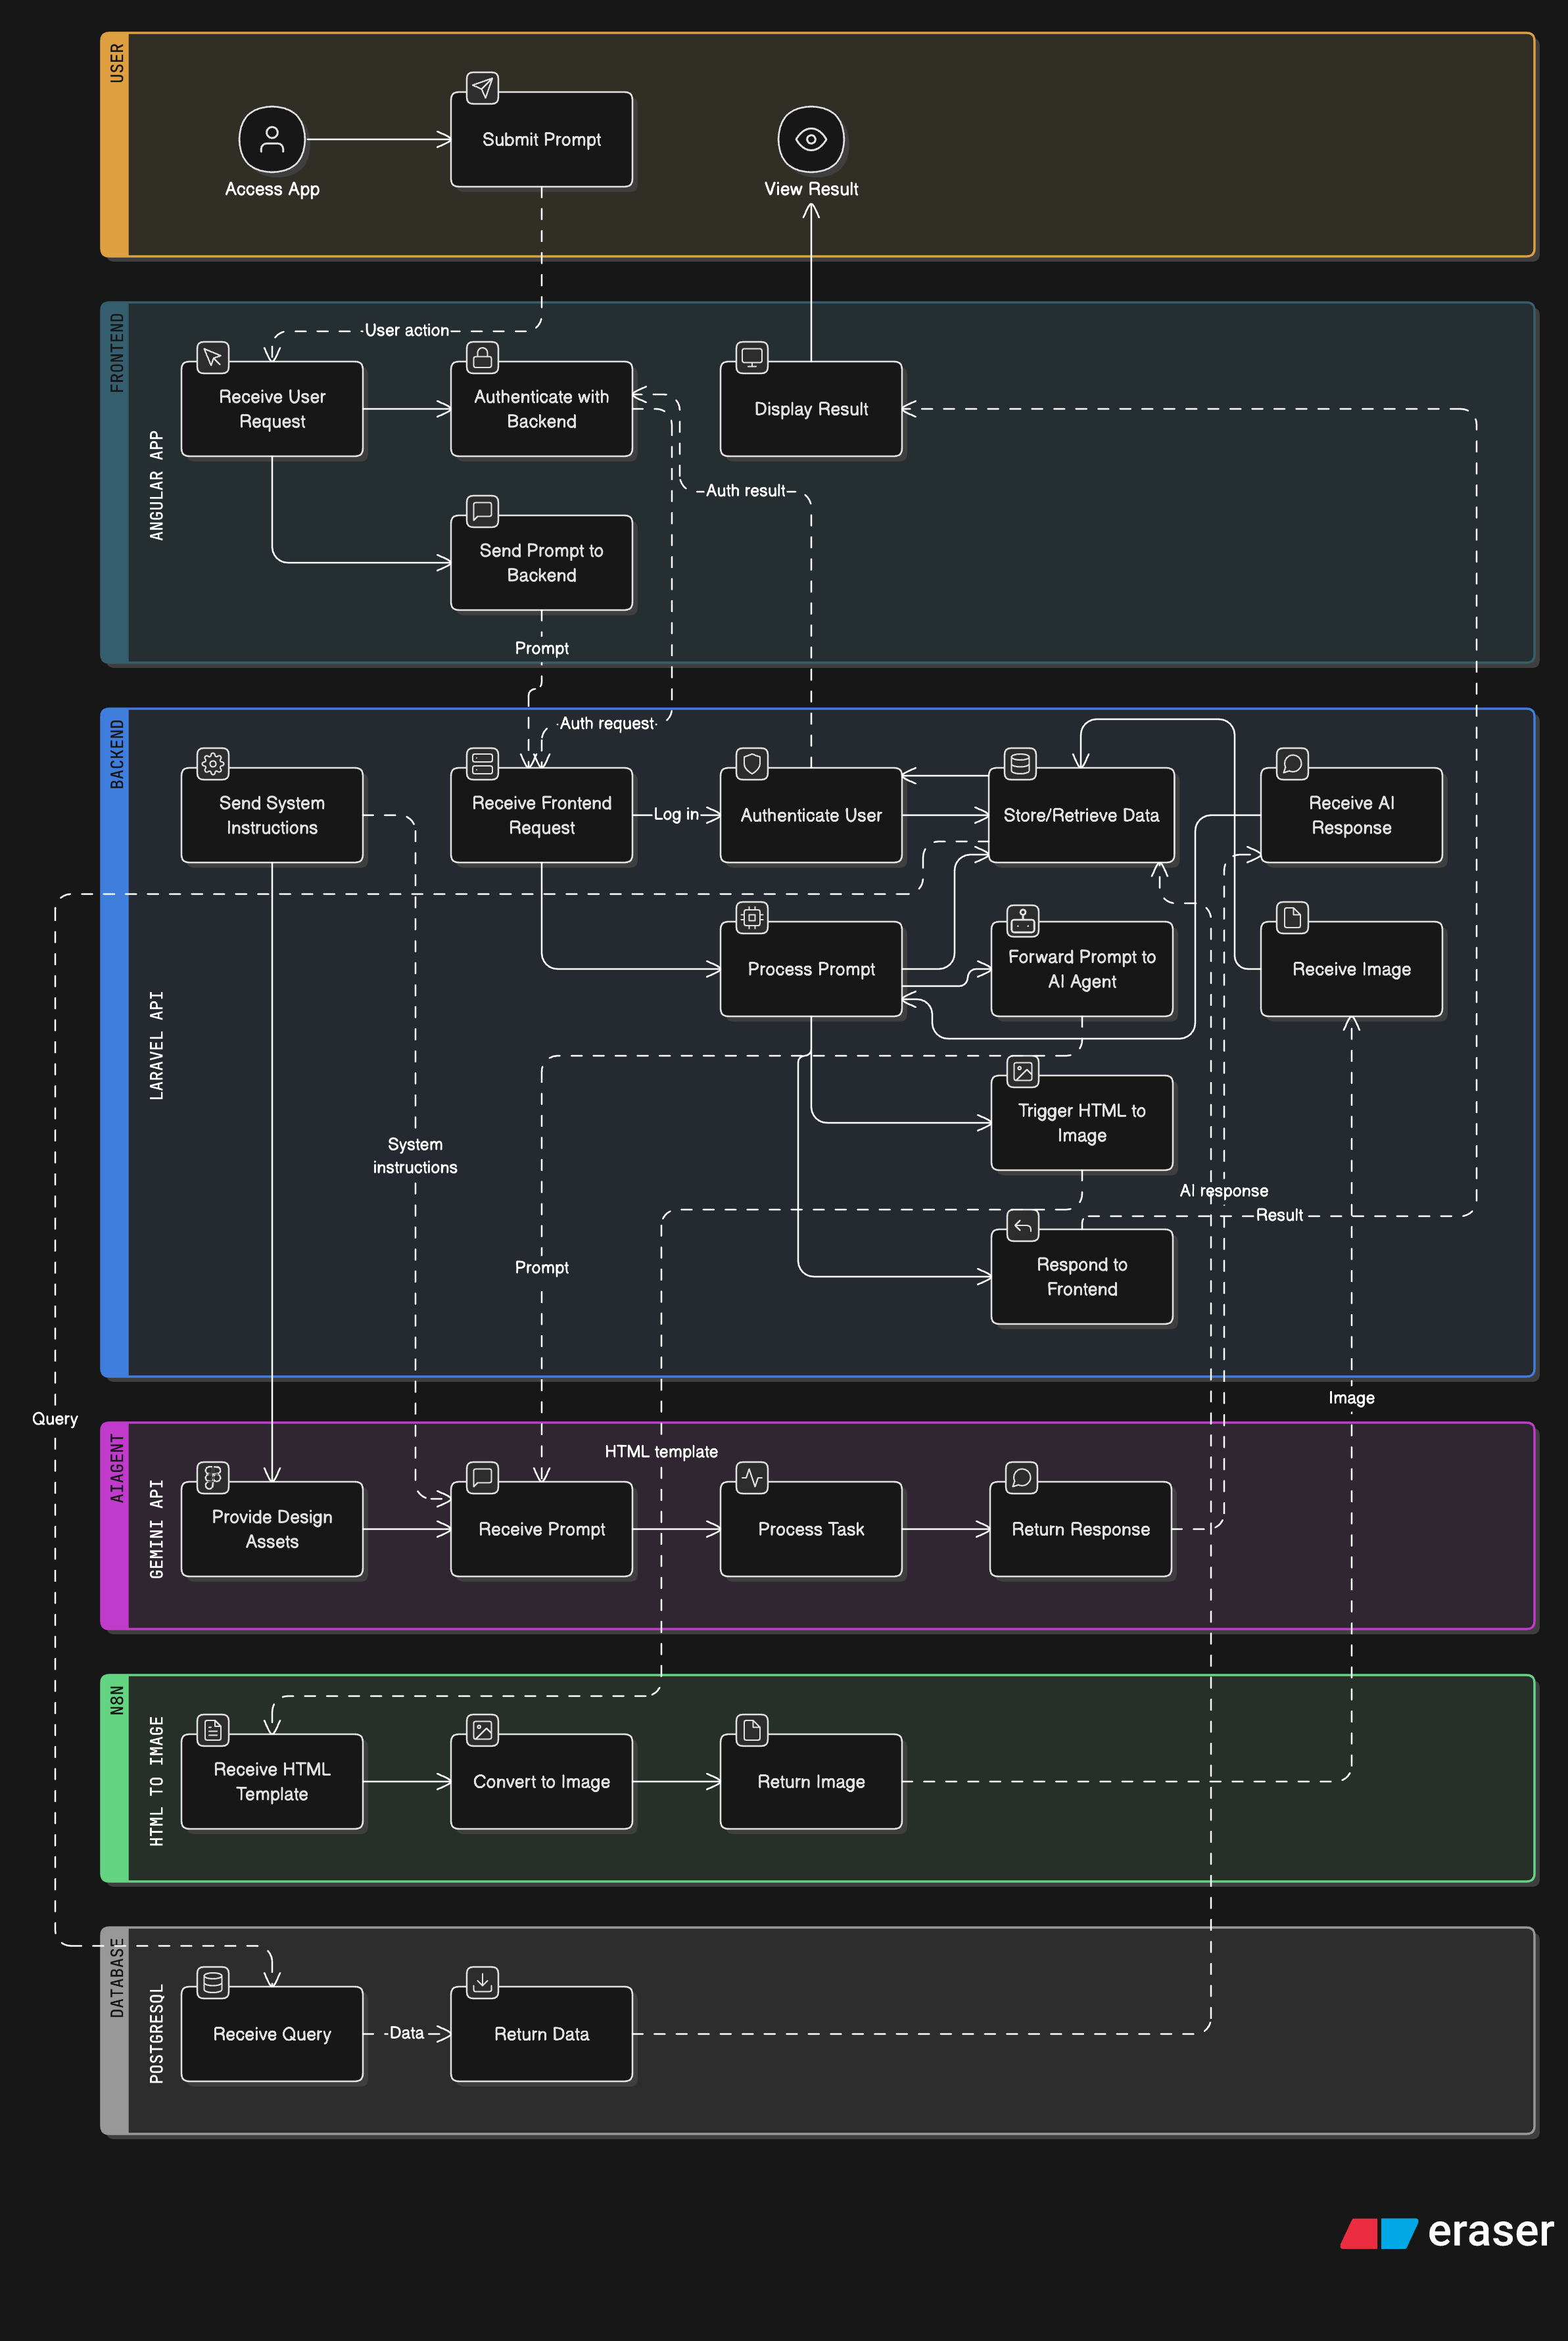 USER
Submit Prompt
Access App
View Result
FRONTEND
ANGULAR APP
User action
Receive User
Request
Authenticate with
Backend
Display Result
Auth result
Send Prompt to
Backend
Prompt
BACKEND
LARAVEL API
Auth request
Send System
Instructions
Receive Frontend
Request
Log in
Authenticate User
Store/Retrieve Data
Receive AI
Response
Process Prompt
Forward Prompt to
AI Agent
Receive Image
Trigger HTML to
Image
System
instructions
AI response
Result
Prompt
Respond to
Frontend
Image
Query
AIAGENT
GEMINI API
HTML template
Provide Design
Assets
Receive Prompt
Process Task
Return Response
N8N
HTML TO IMAGE
Receive HTML
Template
Convert to Image
Return Image
DATABASE
POSTGRESQL
Receive Query
Data
Return Data
eraser